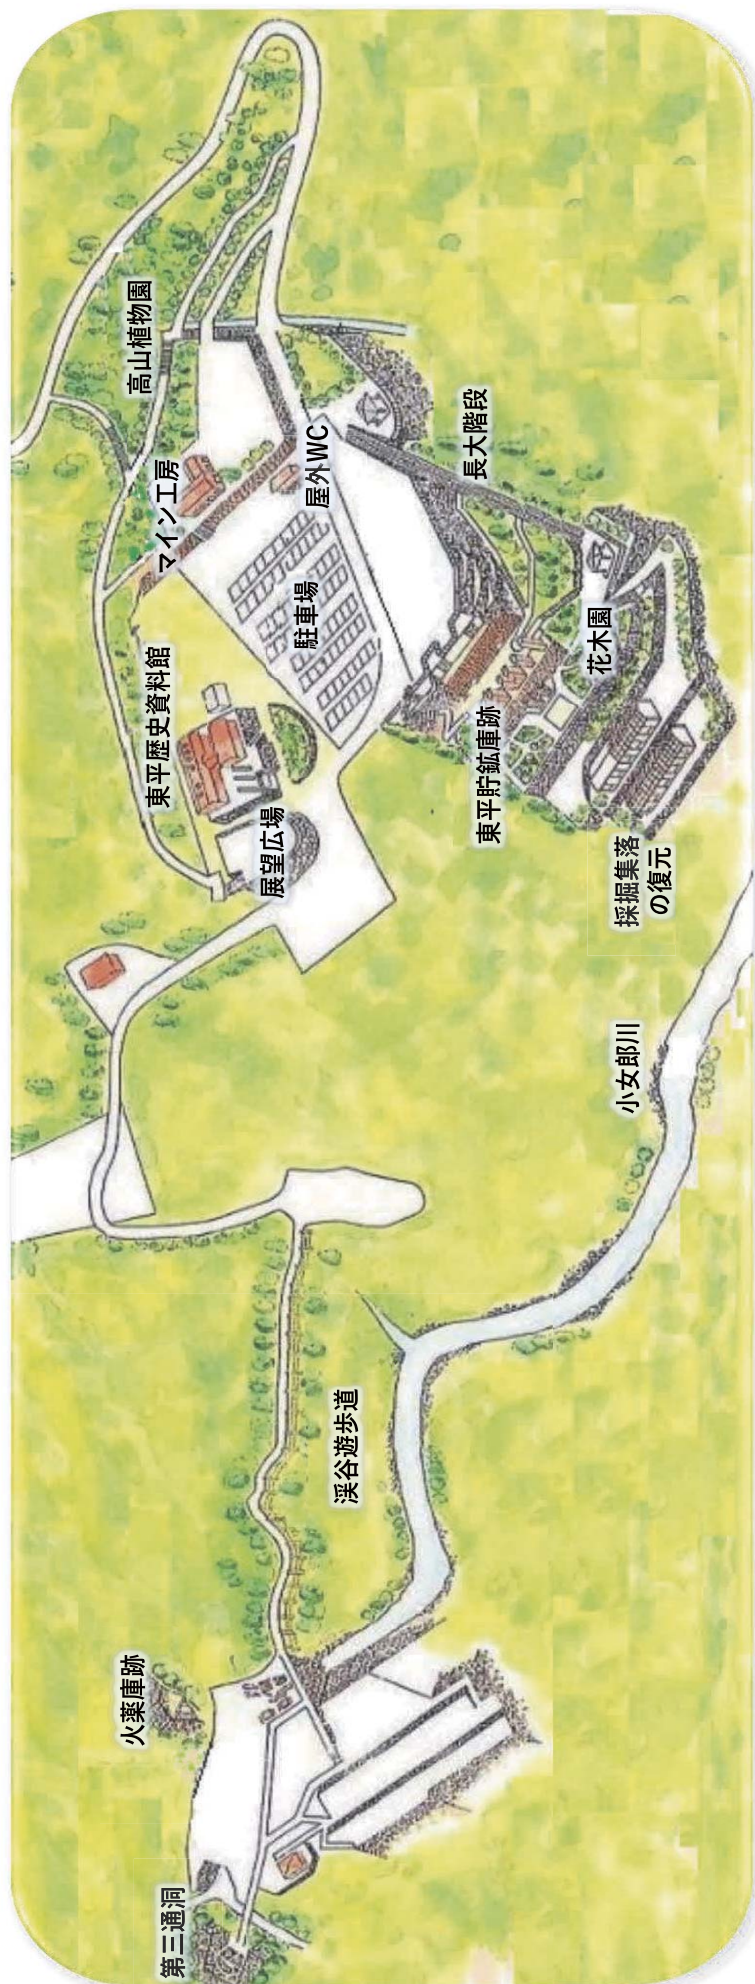 第三通洞
火薬庫跡
渓谷遊歩道
小女郎川
展望広場
東平歴史資料館
マイン工房
高山植物園
屋外WC
駐車場
長大階段
東平貯鉱庫跡
花木園
採掘集落
の復元